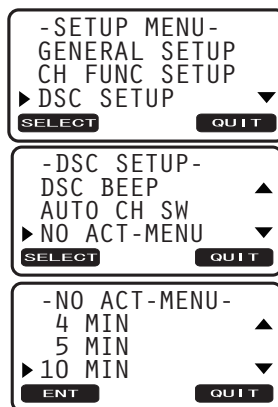 -SETUP MENU-
GENERAL SETUP
CH FUNC SETUP
DSC SETUP
SELECT QUIT
-DSC SETUP-
DSC BEEP
AUTO CH SW
NO ACT-MENU
SELECT QUIT
-NO ACT-MENU-
4 MIN
5 MIN
10 MIN
ENT QUIT